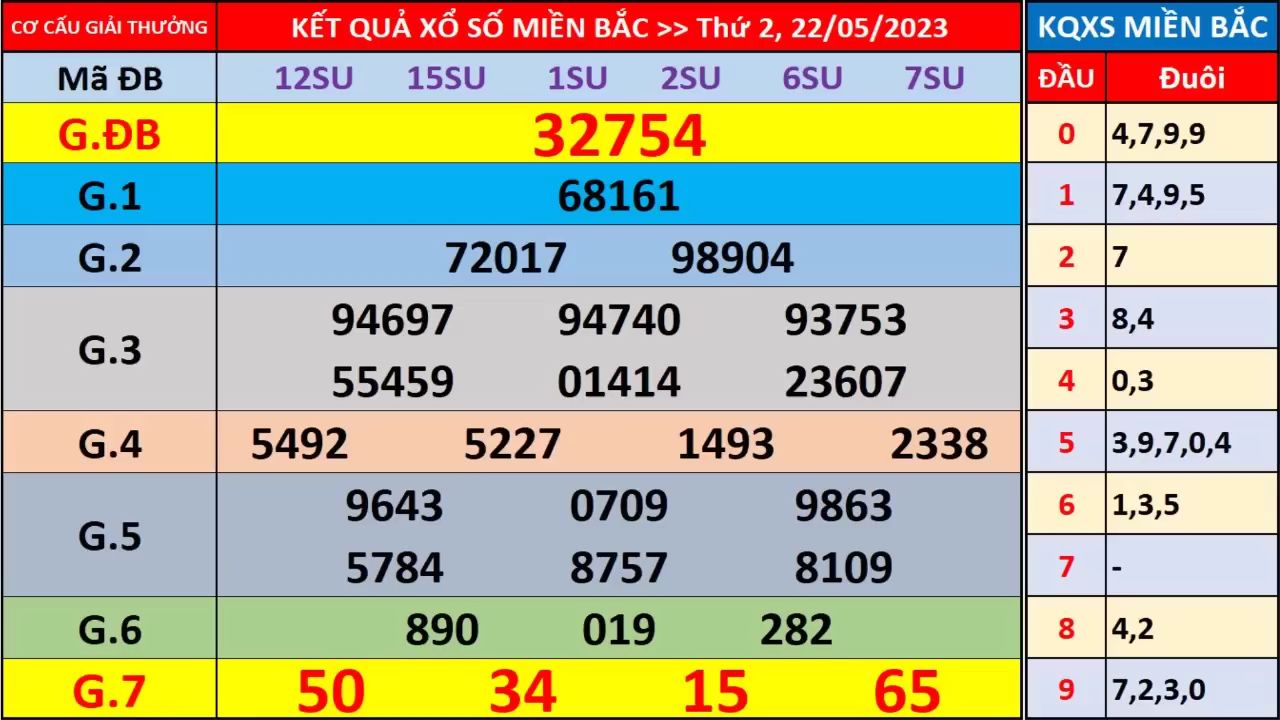 CƠ CẤU GIẢI THƯỞNG KẾT QUẢ XỔ SỐ MIỀN BẮC >> Thứ 2, 22/05/2023
Mã ĐB 12SU 15SU 1SU 2SU 6SU 7SU
G.ĐB 32754
G.1 68161
G.2 72017 98904
G.3 94697 94740 93753
55459 01414 23607
G.4 5492 5227 1493 2338
G.5 9643 0709 9863
5784 8757 8109
G.6 890 019 282
G.7 50 34 15 65
KQXS MIỀN BẮC
ĐẦU Đuôi
0 4,7,9,9
1 7,4,9,5
2 7
3 8,4
4 0,3
5 3,9,7,0,4
6 1,3,5
7 -
8 4,2
9 7,2,3,0